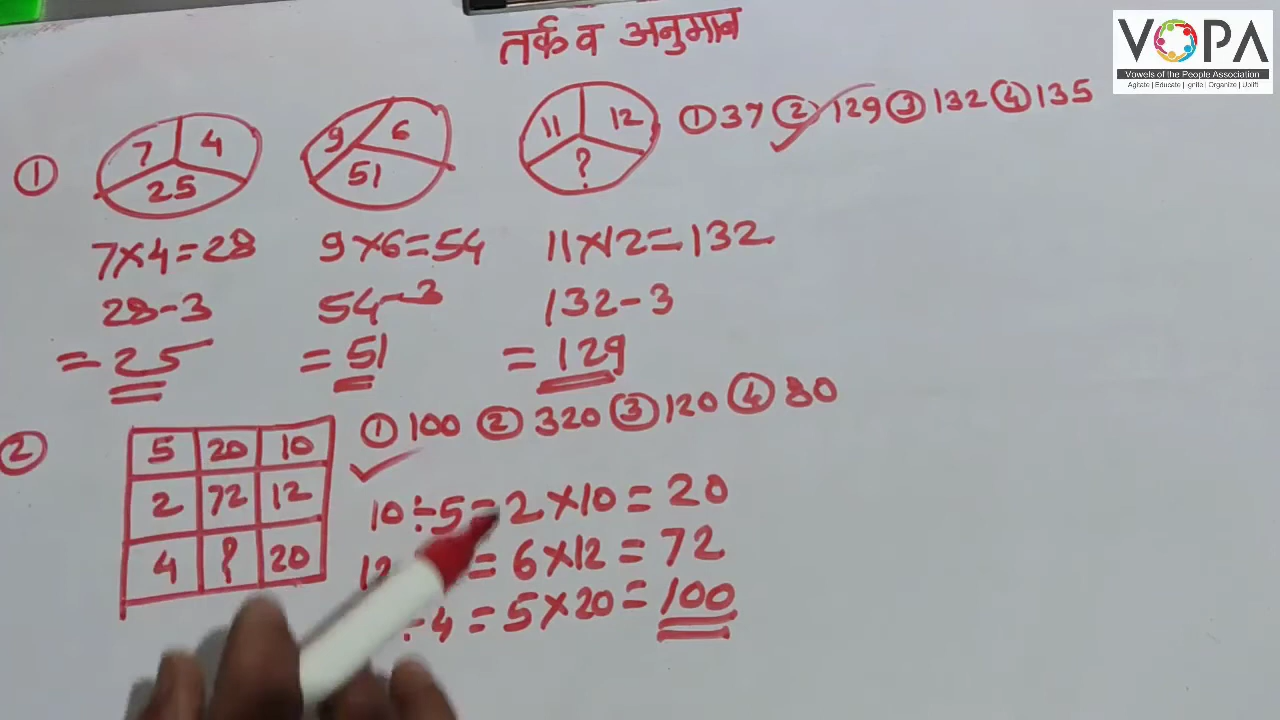 तर्क व अनुमान
VOPA
Vowels of the People Association
Agitate | Educate | Ignite | Organize | Uplift
① 7 4 25 9 6 51 11 12 ? ① 37 ② 129 ③ 132 ④ 135
7×4=28 9×6=54 11×12=132
28-3 54-3 132-3
=25 =51 =129
② ① 100 ② 320 ③ 120 ④ 80
5 20 10
2 72 12
4 ? 20
10÷5=2×10=20
12 =6×12=72
÷4=5×20=100